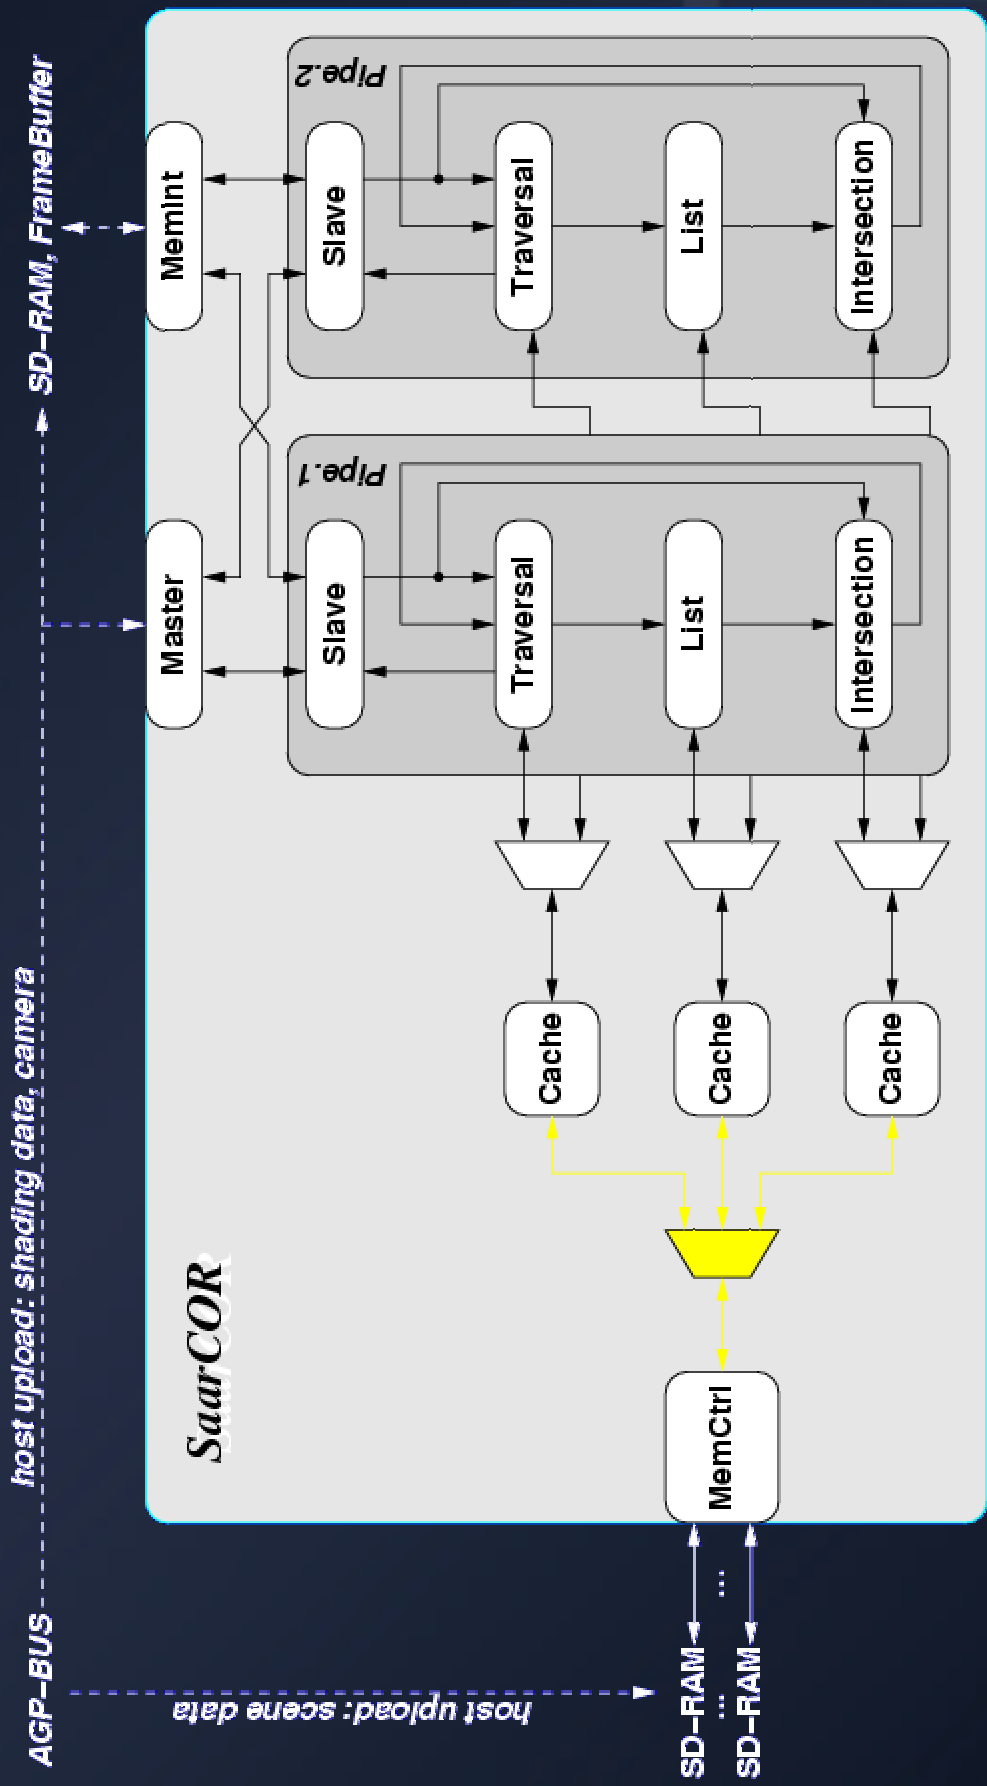 AGP-BUS
host upload: shading data, camera
SD-RAM, FrameBuffer
host upload: scene data
SaarCOR
Master
MemInt
Pipe.1
Slave
Traversal
List
Intersection
Pipe.2
Slave
Traversal
List
Intersection
Cache
Cache
Cache
MemCtrl
SD-RAM
...
...
SD-RAM